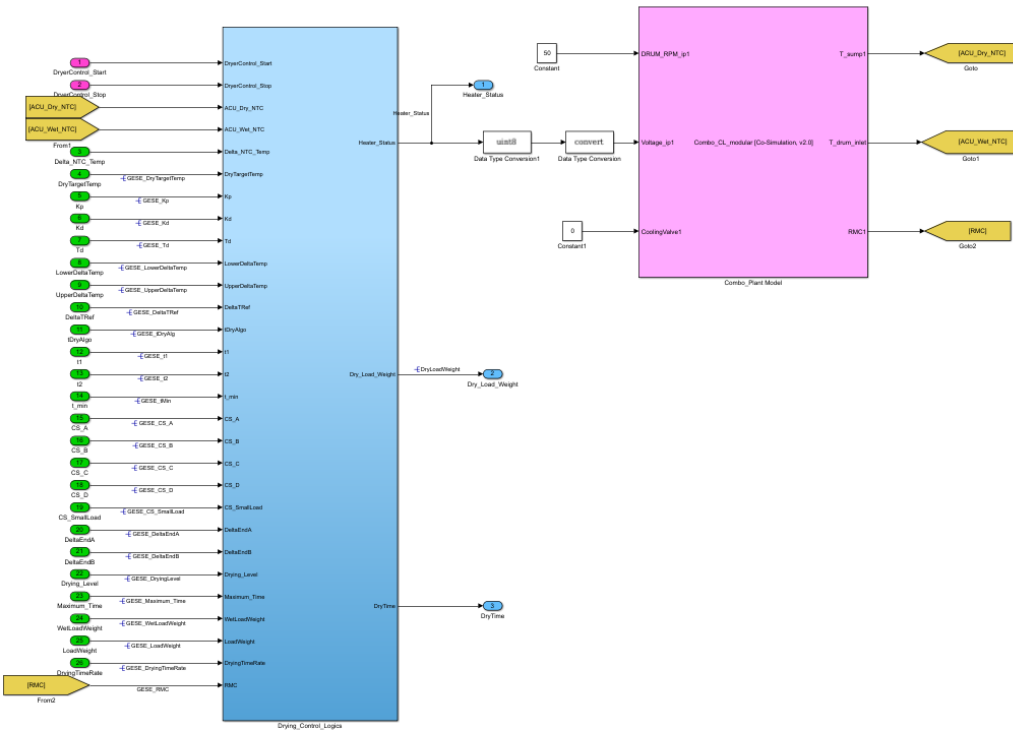 1
DryerControl_Start
DryerControl_Start
2
DryerControl_Stop
DryerControl_Stop
[ACU_Dry_NTC]
ACU_Dry_NTC
[ACU_Wet_NTC]
From1
ACU_Wet_NTC
3
Delta_NTC_Temp
Delta_NTC_Temp
4
DryTargetTemp
GESE_DryTargetTemp
DryTargetTemp
5
Kp
GESE_Kp
Kp
6
Kd
GESE_Kd
Kd
7
Td
GESE_Td
Td
8
LowerDeltaTemp
GESE_LowerDeltaTemp
LowerDeltaTemp
9
UpperDeltaTemp
GESE_UpperDeltaTemp
UpperDeltaTemp
10
DeltaTRef
GESE_DeltaTRef
DeltaTRef
11
tDryAlgo
GESE_tDryAlg
tDryAlgo
12
t1
GESE_t1
t1
13
t2
GESE_t2
t2
14
t_min
GESE_tMin
t_min
15
CS_A
GESE_CS_A
CS_A
16
CS_B
GESE_CS_B
CS_B
17
CS_C
GESE_CS_C
CS_C
18
CS_D
GESE_CS_D
CS_D
19
CS_SmallLoad
GESE_CS_SmallLoad
CS_SmallLoad
20
DeltaEndA
GESE_DeltaEndA
DeltaEndA
21
DeltaEndB
GESE_DeltaEndB
DeltaEndB
22
Drying_Level
GESE_DryingLevel
Drying_Level
23
Maximum_Time
GESE_Maximum_Time
Maximum_Time
24
WetLoadWeight
GESE_WetLoadWeight
WetLoadWeight
25
LoadWeight
GESE_LoadWeight
LoadWeight
26
DryingTimeRate
GESE_DryingTimeRate
DryingTimeRate
[RMC]
From2
GESE_RMC
RMC
Drying_Control_Logics
Heater_Status
Heater_Status
1
Heater_Status
uint8
Data Type Conversion1
convert
Data Type Conversion
Dry_Load_Weight
DryLoadWeight
2
Dry_Load_Weight
DryTime
3
DryTime
50
Constant
0
Constant1
DRUM_RPM_ip1
Voltage_ip1
CoolingValve1
Combo_CL_modular [Co-Simulation, v2.0]
T_sump1
T_drum_inlet
RMC1
Combo_Plant Model
[ACU_Dry_NTC]
Goto
[ACU_Wet_NTC]
Goto1
[RMC]
Goto2